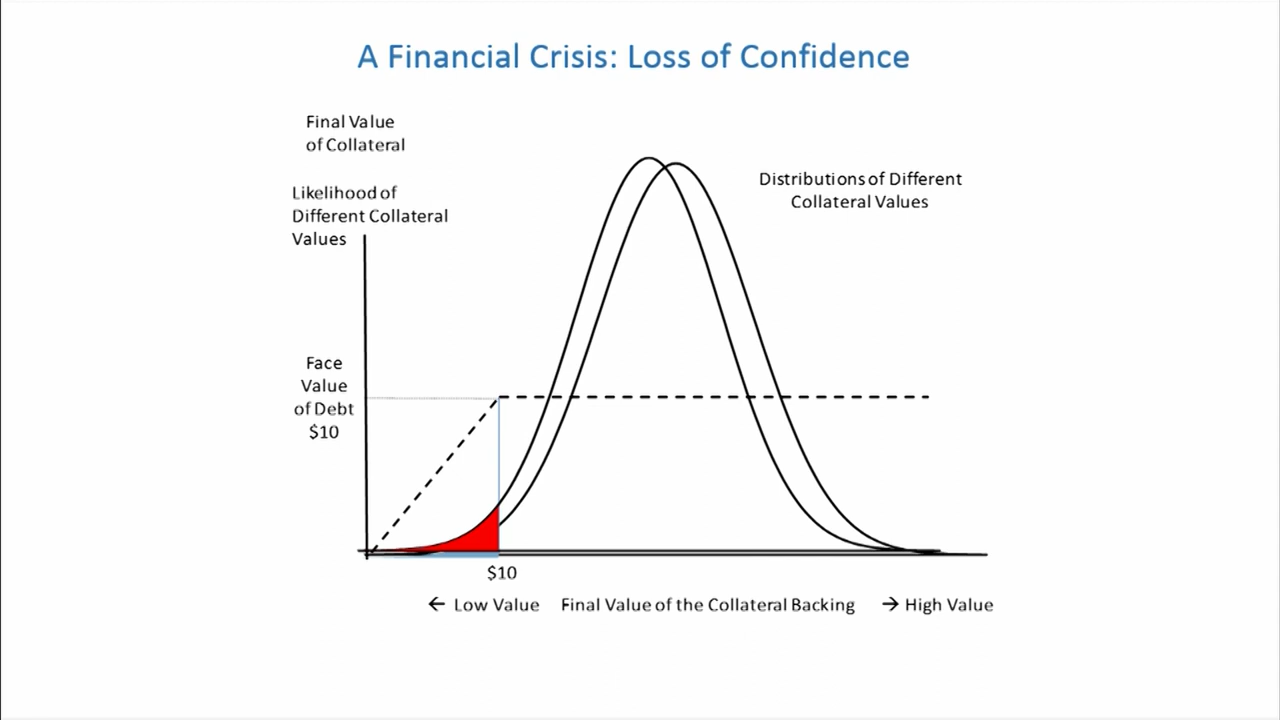 A Financial Crisis: Loss of Confidence
Final Value
of Collateral
Likelihood of
Different Collateral
Values
Distributions of Different
Collateral Values
Face
Value
of Debt
$10
$10
← Low Value Final Value of the Collateral Backing → High Value